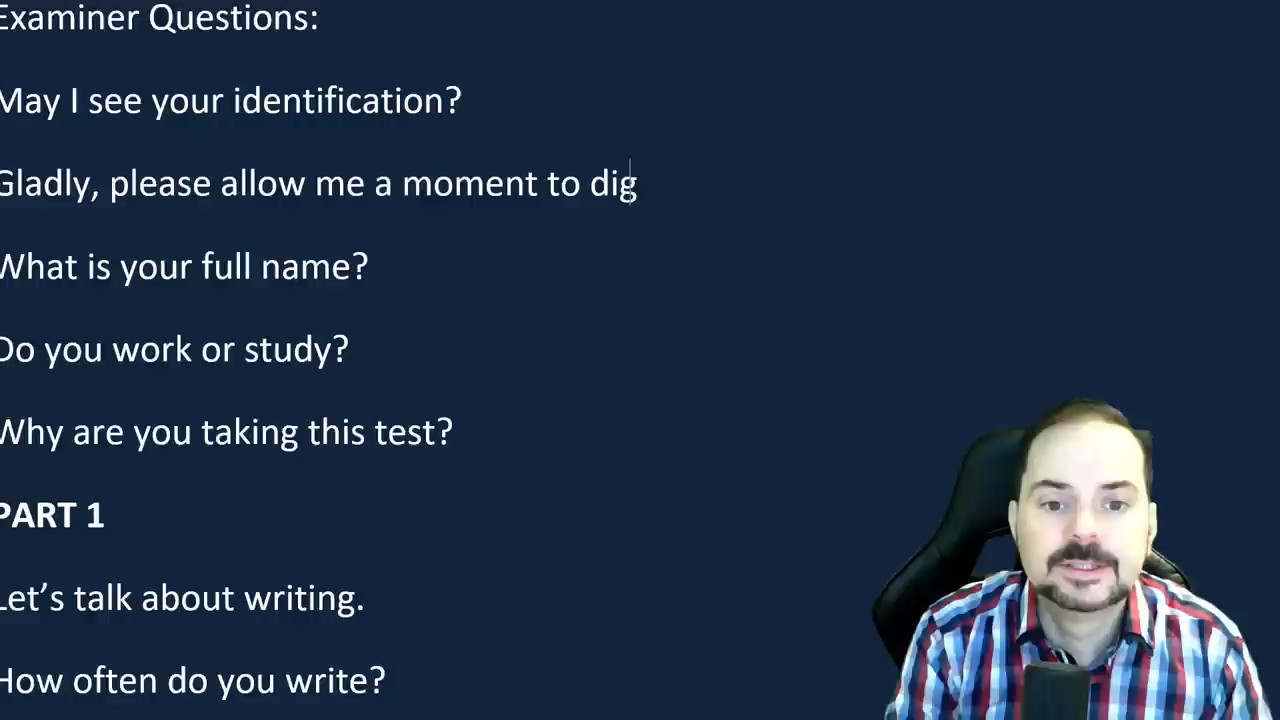 Examiner Questions:
May I see your identification?
Gladly, please allow me a moment to dig
What is your full name?
Do you work or study?
Why are you taking this test?
PART 1
Let’s talk about writing.
How often do you write?